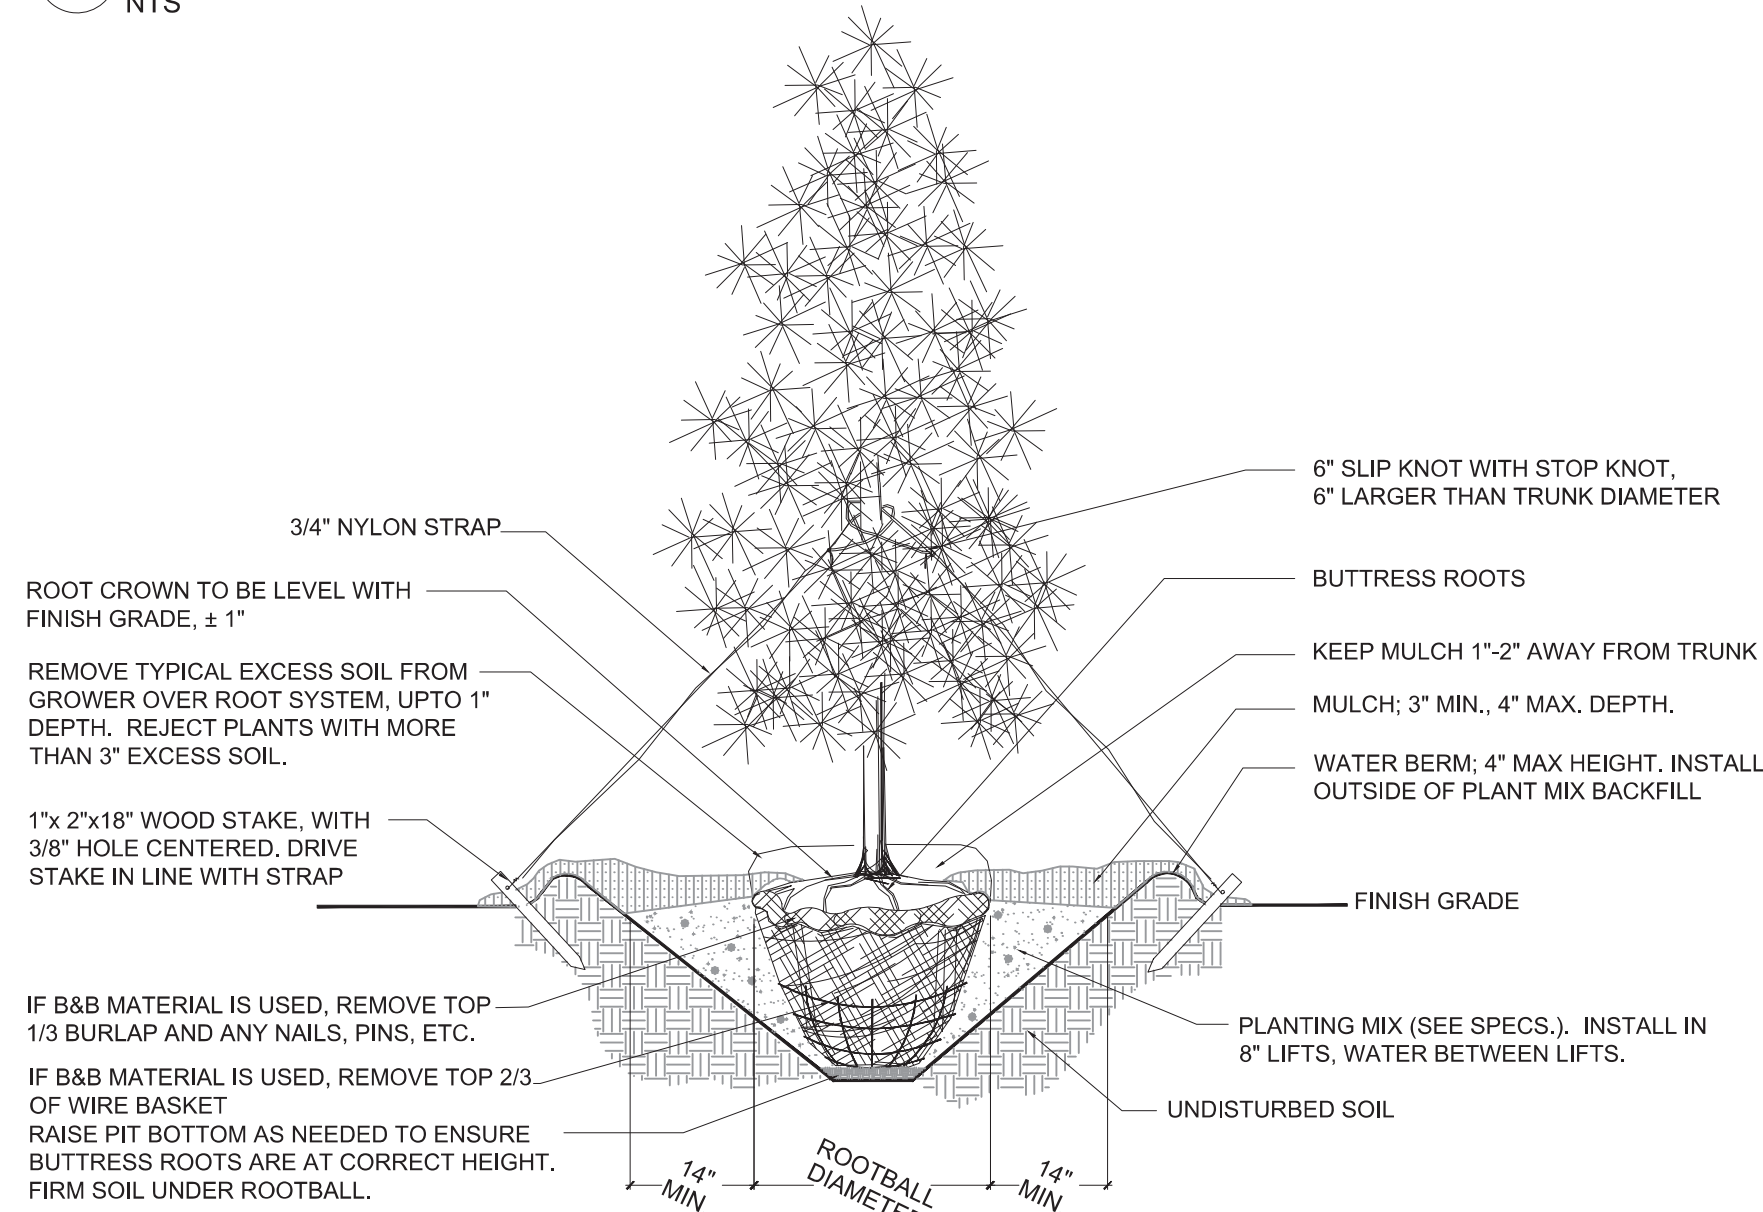 NTS
3/4" NYLON STRAP
ROOT CROWN TO BE LEVEL WITH
FINISH GRADE, ± 1"
REMOVE TYPICAL EXCESS SOIL FROM
GROWER OVER ROOT SYSTEM, UPTO 1"
DEPTH. REJECT PLANTS WITH MORE
THAN 3" EXCESS SOIL.
1"x 2"x18" WOOD STAKE, WITH
3/8" HOLE CENTERED. DRIVE
STAKE IN LINE WITH STRAP
IF B&B MATERIAL IS USED, REMOVE TOP
1/3 BURLAP AND ANY NAILS, PINS, ETC.
IF B&B MATERIAL IS USED, REMOVE TOP 2/3
OF WIRE BASKET
RAISE PIT BOTTOM AS NEEDED TO ENSURE
BUTTRESS ROOTS ARE AT CORRECT HEIGHT.
FIRM SOIL UNDER ROOTBALL.
6" SLIP KNOT WITH STOP KNOT,
6" LARGER THAN TRUNK DIAMETER
BUTTRESS ROOTS
KEEP MULCH 1"-2" AWAY FROM TRUNK
MULCH; 3" MIN., 4" MAX. DEPTH.
WATER BERM; 4" MAX HEIGHT. INSTALL
OUTSIDE OF PLANT MIX BACKFILL
FINISH GRADE
PLANTING MIX (SEE SPECS.). INSTALL IN
8" LIFTS, WATER BETWEEN LIFTS.
UNDISTURBED SOIL
14"
MIN
ROOTBALL
DIAMETER
14"
MIN